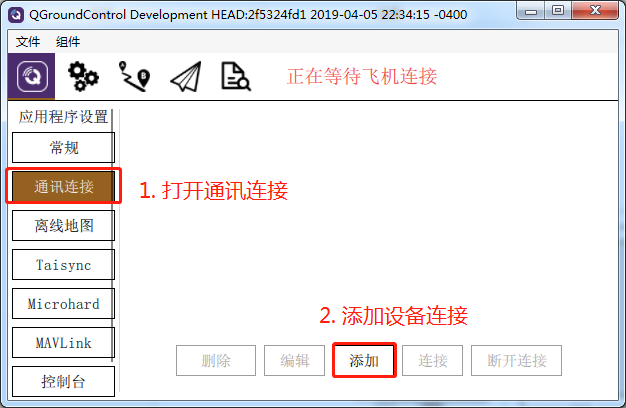 QGroundControl Development HEAD:2f5324fd1 2019-04-05 22:34:15 -0400
文件 组件
正在等待飞机连接
应用程序设置
常规
通讯连接
1. 打开通讯连接
离线地图
Taisync
Microhard
2. 添加设备连接
MAVLink
删除 编辑 添加 连接 断开连接
控制台